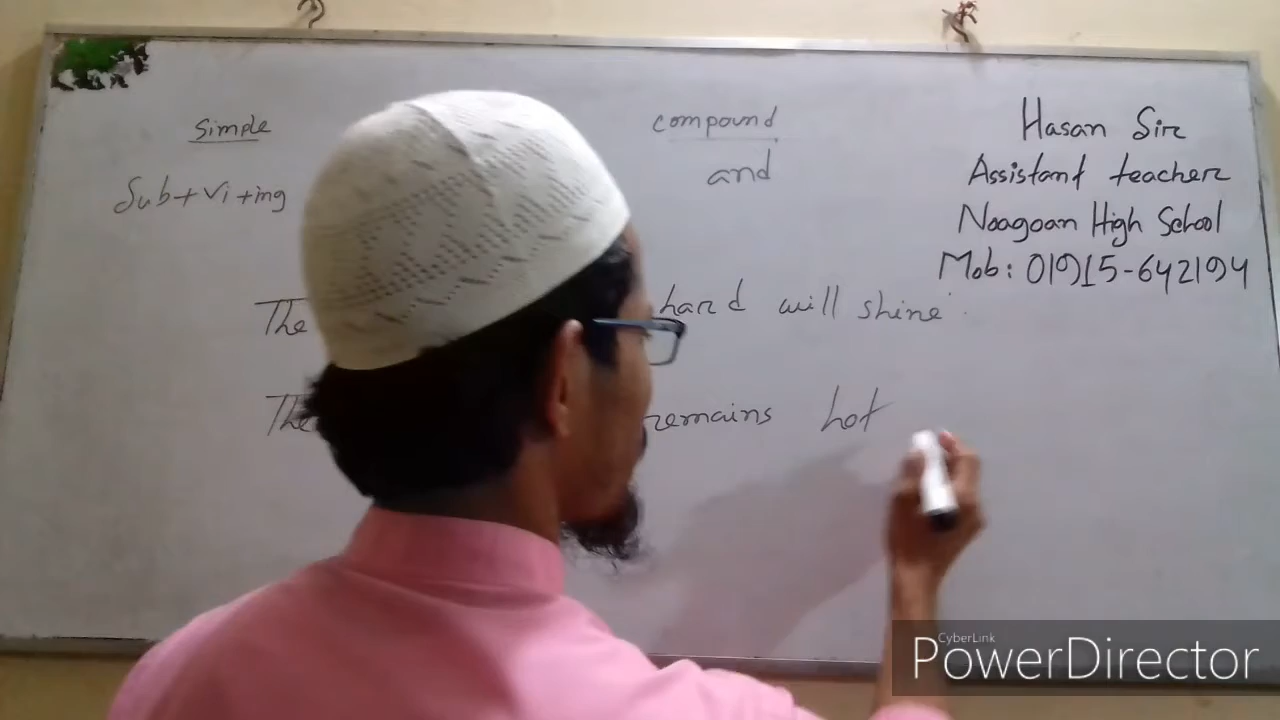 Simple
Sub+Vi+ing
compound
and
Hasan Sir
Assistant teacher
Noagoan High School
Mob: 01915-642194
The hard will shine.
The remains hot
CyberLink
PowerDirector